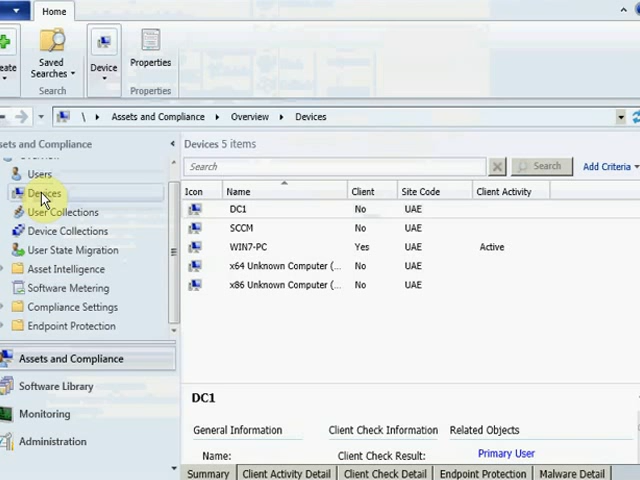 Home
eate
Saved
Searches
Device
Properties
Search
Properties
\ Assets and Compliance Overview Devices
sets and Compliance
Devices 5 items
Search
Search
Add Criteria
Users
Devices
User Collections
Device Collections
User State Migration
Asset Intelligence
Software Metering
Compliance Settings
Endpoint Protection
Assets and Compliance
Software Library
Monitoring
Administration
Icon Name Client Site Code Client Activity
DC1 No UAE
SCCM No UAE
WIN7-PC Yes UAE Active
x64 Unknown Computer (... No UAE
x86 Unknown Computer (... No UAE
DC1
General Information Client Check Information Related Objects
Name: Client Check Result: Primary User
Summary Client Activity Detail Client Check Detail Endpoint Protection Malware Detail